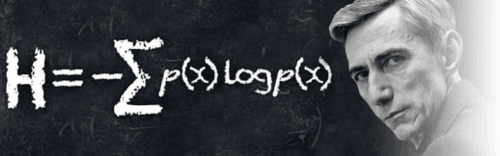 H = - Σ p(x) log p(x)